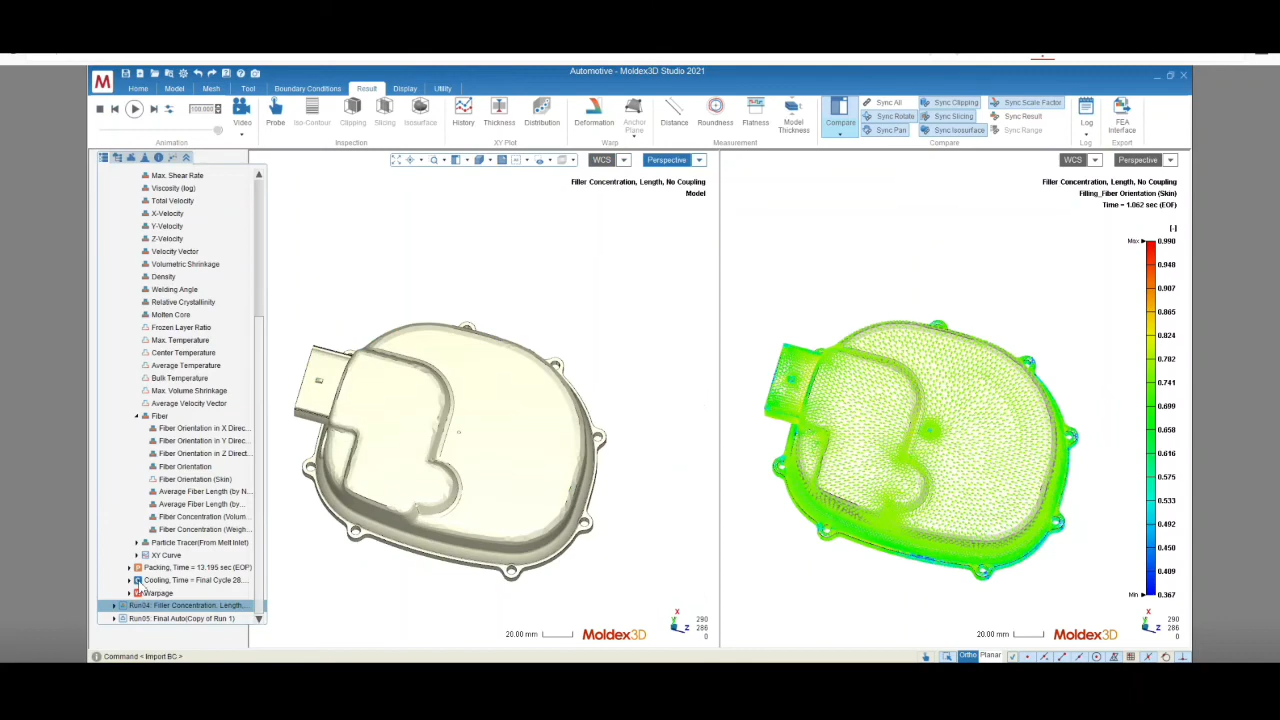 Automotive - Moldex3D Studio 2021
M
Home Model Mesh Tool Boundary Conditions Result Display Utility
100.000
Video Probe Iso-Contour Clipping Slicing Isosurface History Thickness Distribution Deformation Anchor Plane Distance Roundness Flatness Model Thickness Compare Log FEA Interface
Sync All Sync Clipping Sync Scale Factor
Sync Rotate Sync Slicing Sync Result
Sync Pan Sync Isosurface Sync Range
Animation Inspection XY Plot Warp Measurement Compare Log Export
WCS Perspective
WCS Perspective
Max. Shear Rate
Viscosity (log)
Total Velocity
X-Velocity
Y-Velocity
Z-Velocity
Velocity Vector
Volumetric Shrinkage
Density
Welding Angle
Relative Crystallinity
Molten Core
Frozen Layer Ratio
Max. Temperature
Center Temperature
Average Temperature
Bulk Temperature
Max. Volume Shrinkage
Average Velocity Vector
Fiber
Fiber Orientation in X Direc...
Fiber Orientation in Y Direc...
Fiber Orientation in Z Direct...
Fiber Orientation
Fiber Orientation (Skin)
Average Fiber Length (by N...
Average Fiber Length (by...
Fiber Concentration (Volum...
Fiber Concentration (Weigh...
Particle Tracer(From Melt Inlet)
XY Curve
Packing, Time = 13.195 sec (EOP)
Cooling, Time = Final Cycle 28....
Warpage
Run04: Filler Concentration, Length,...
Run05: Final Auto(Copy of Run 1)
Filler Concentration, Length, No Coupling
Model
20.00 mm
Moldex3D
X
Y
Z
290
286
0
Filler Concentration, Length, No Coupling
Filling_Fiber Orientation (Skin)
Time = 1.062 sec (EOF)
[-]
Max 0.990
0.948
0.907
0.865
0.824
0.782
0.741
0.699
0.658
0.616
0.575
0.533
0.492
0.450
0.409
Min 0.367
20.00 mm
Moldex3D
X
Y
Z
290
286
0
Command < Import BC >
Ortho Planar